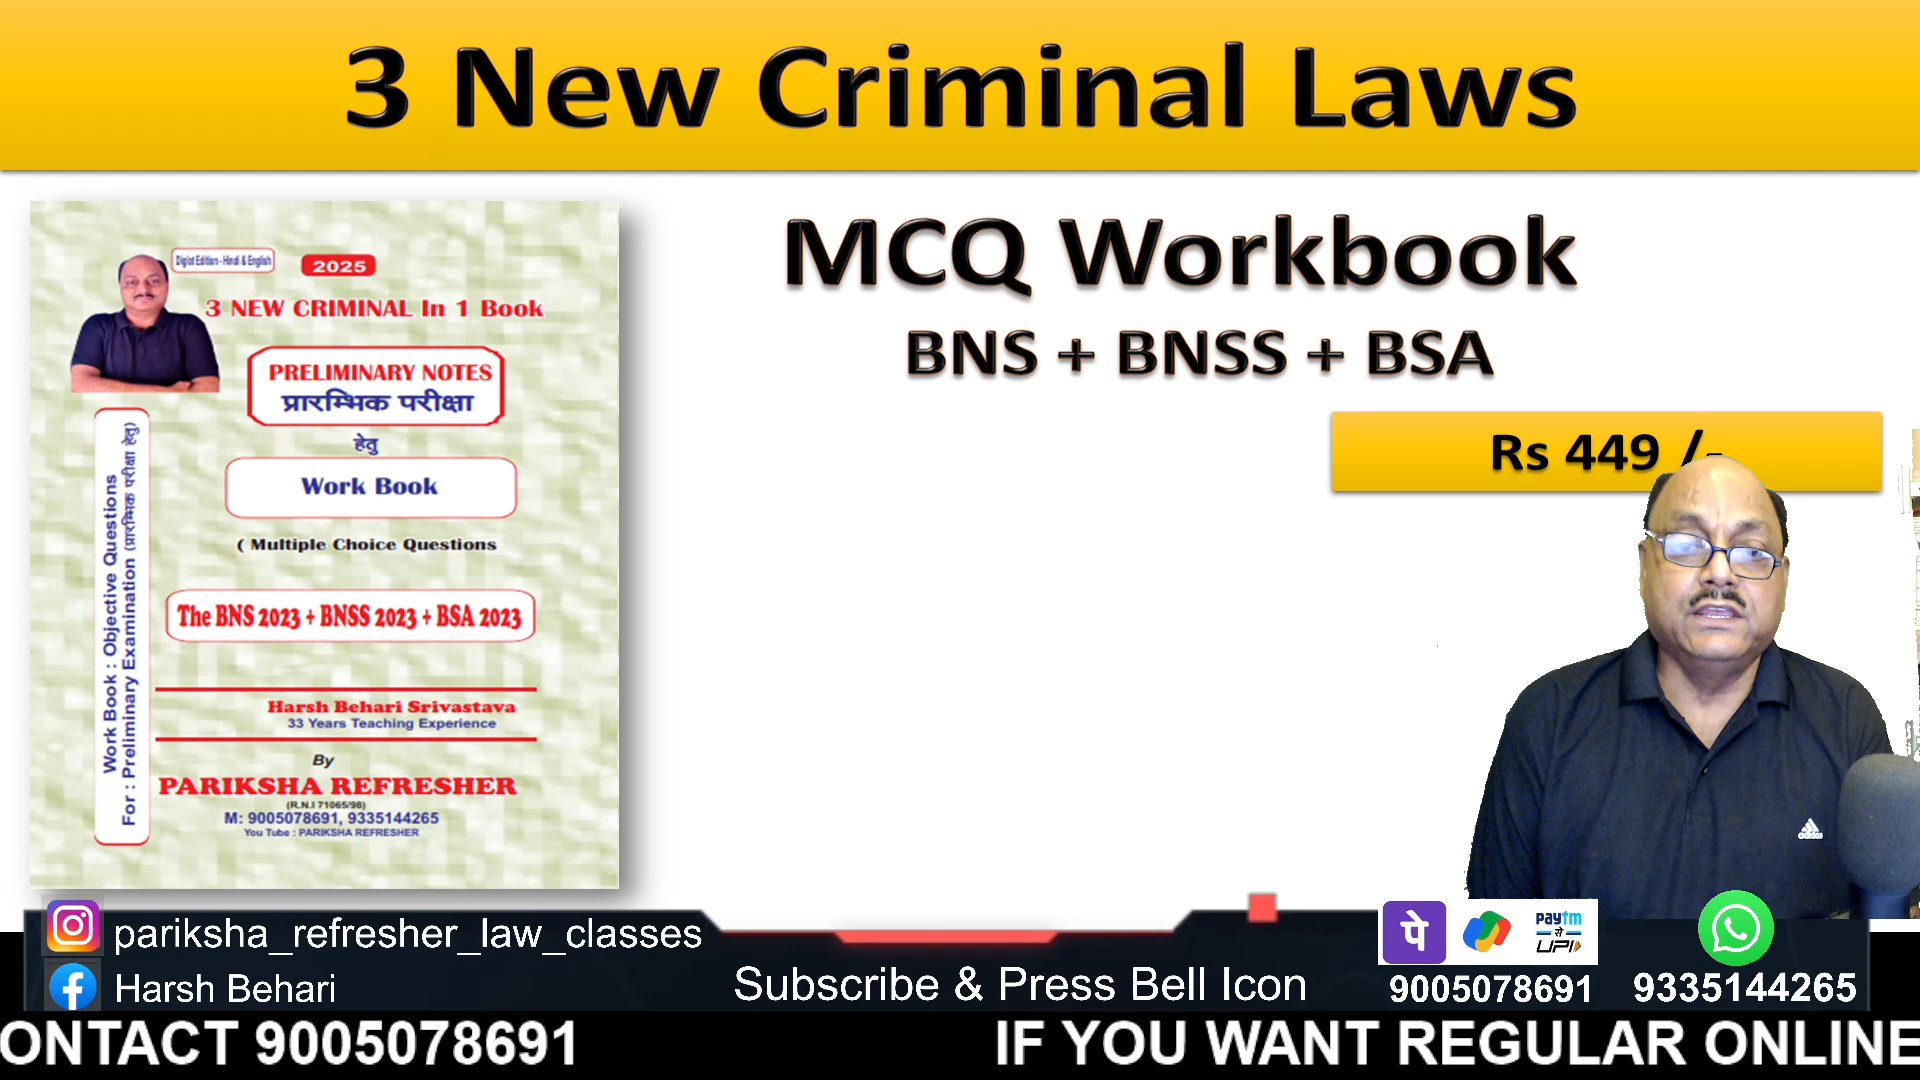 3 New Criminal Laws
MCQ Workbook
BNS + BNSS + BSA
Rs 449 /-
Diglot Edition - Hindi & English
2025
3 NEW CRIMINAL In 1 Book
PRELIMINARY NOTES
प्रारम्भिक परीक्षा
हेतु
Work Book
( Multiple Choice Questions
The BNS 2023 + BNSS 2023 + BSA 2023
Work Book : Objective Questions
For : Preliminary Examination (प्रारम्भिक परीक्षा हेतु)
Harsh Behari Srivastava
33 Years Teaching Experience
By
PARIKSHA REFRESHER
(R.N.I 71065/98)
M: 9005078691, 9335144265
You Tube : PARIKSHA REFRESHER
adidas
pariksha_refresher_law_classes
Harsh Behari
Subscribe & Press Bell Icon
पे
paytm
से
UPI
9005078691
9335144265
ONTACT 9005078691
IF YOU WANT REGULAR ONLINE